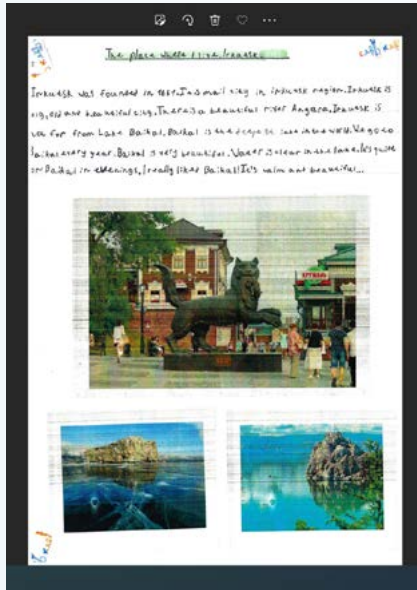 The place where I live. Irkutsk
Irkutsk was founded in 1661. It is mail city in irkutsk region. Irkutsk is
big, old and beautiful city. There is a beautiful river Angara. Irkutsk is
not far from Lake Baikal. Baikal is the deepest lake in the world. We go to
Baikal every year. Baikal is very beautiful. Water is clear in the lake. It's quite
on Baikal in evenings. I really liked Baikal! It's calm and beautiful...